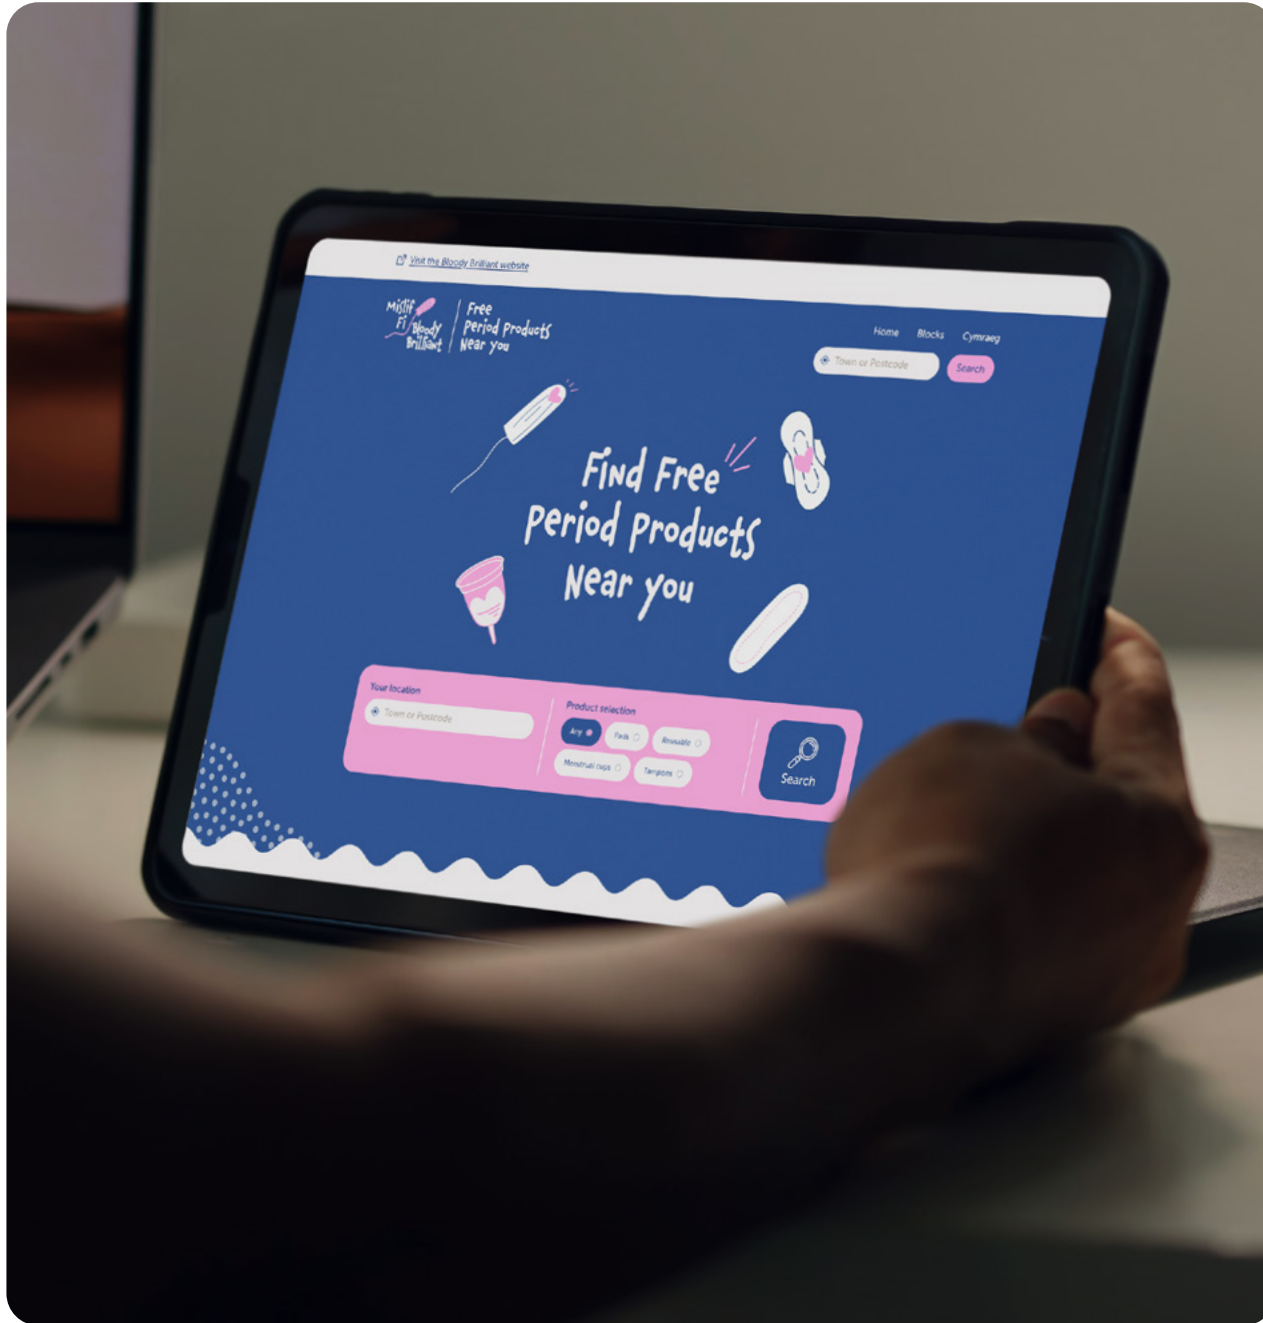 Visit the Bloody Brilliant website
Mislif
Fi
Bloody
Brilliant
Free
Period Products
Near you
Home Blocks Cymraeg
Town or Postcode Search
Find Free
Period Products
Near you
Your location
Town or Postcode
Product selection
Any Pads Reusable
Menstrual cups Tampons
Search